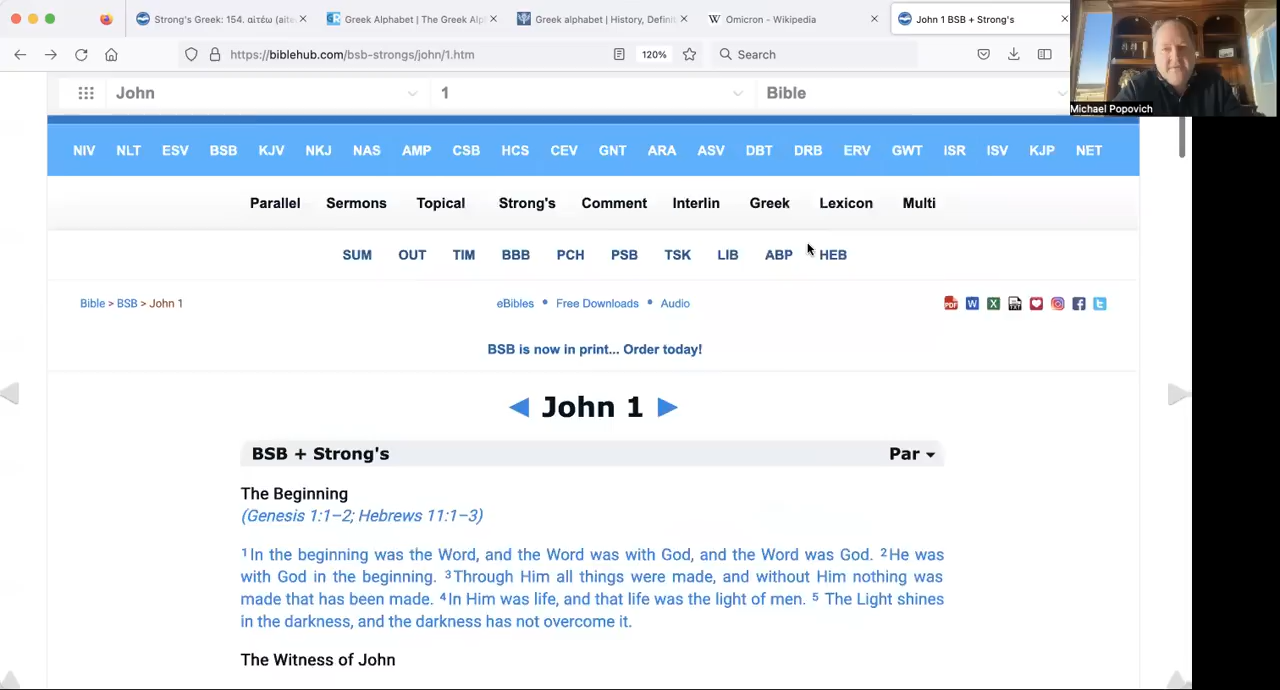 Strong's Greek: 154. αἰτέω (aite
Greek Alphabet | The Greek Alp
Greek alphabet | History, Defini
Omicron - Wikipedia
John 1 BSB + Strong's
https://biblehub.com/bsb-strongs/john/1.htm
120%
Search
Michael Popovich
John
1
Bible
NIV NLT ESV BSB KJV NKJ NAS AMP CSB HCS CEV GNT ARA ASV DBT DRB ERV GWT ISR ISV KJP NET
Parallel Sermons Topical Strong's Comment Interlin Greek Lexicon Multi
SUM OUT TIM BBB PCH PSB TSK LIB ABP HEB
Bible > BSB > John 1
eBibles • Free Downloads • Audio
BSB is now in print... Order today!
◄ John 1 ►
BSB + Strong's
Par
The Beginning
(Genesis 1:1–2; Hebrews 11:1–3)
1 In the beginning was the Word, and the Word was with God, and the Word was God. 2 He was
with God in the beginning. 3 Through Him all things were made, and without Him nothing was
made that has been made. 4 In Him was life, and that life was the light of men. 5 The Light shines
in the darkness, and the darkness has not overcome it.
The Witness of John